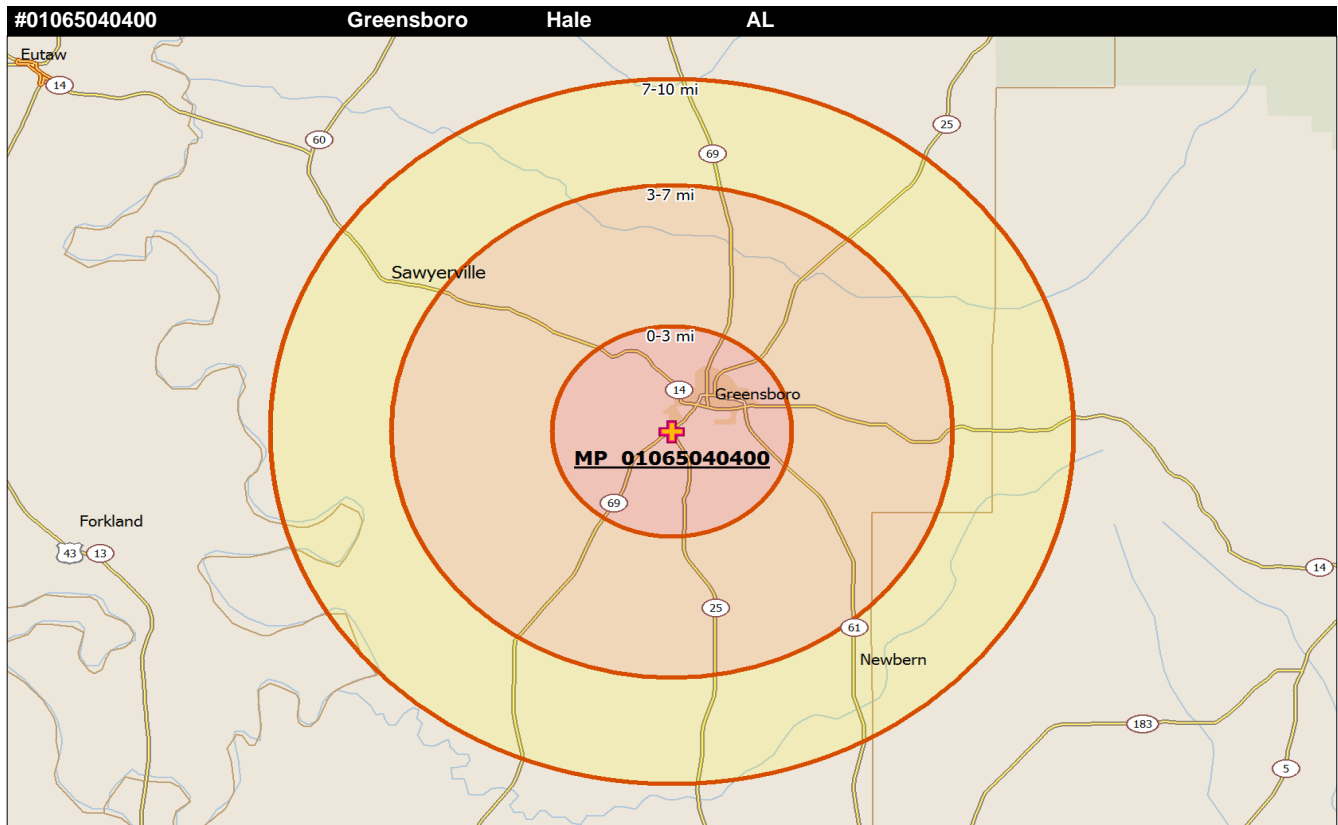 #01065040400 Greensboro Hale AL
Eutaw
14
7-10 mi
60
25
69
3-7 mi
Sawyerville
0-3 mi
14
Greensboro
MP 01065040400
69
Forkland
43 13
14
25
61
Newbern
183
5